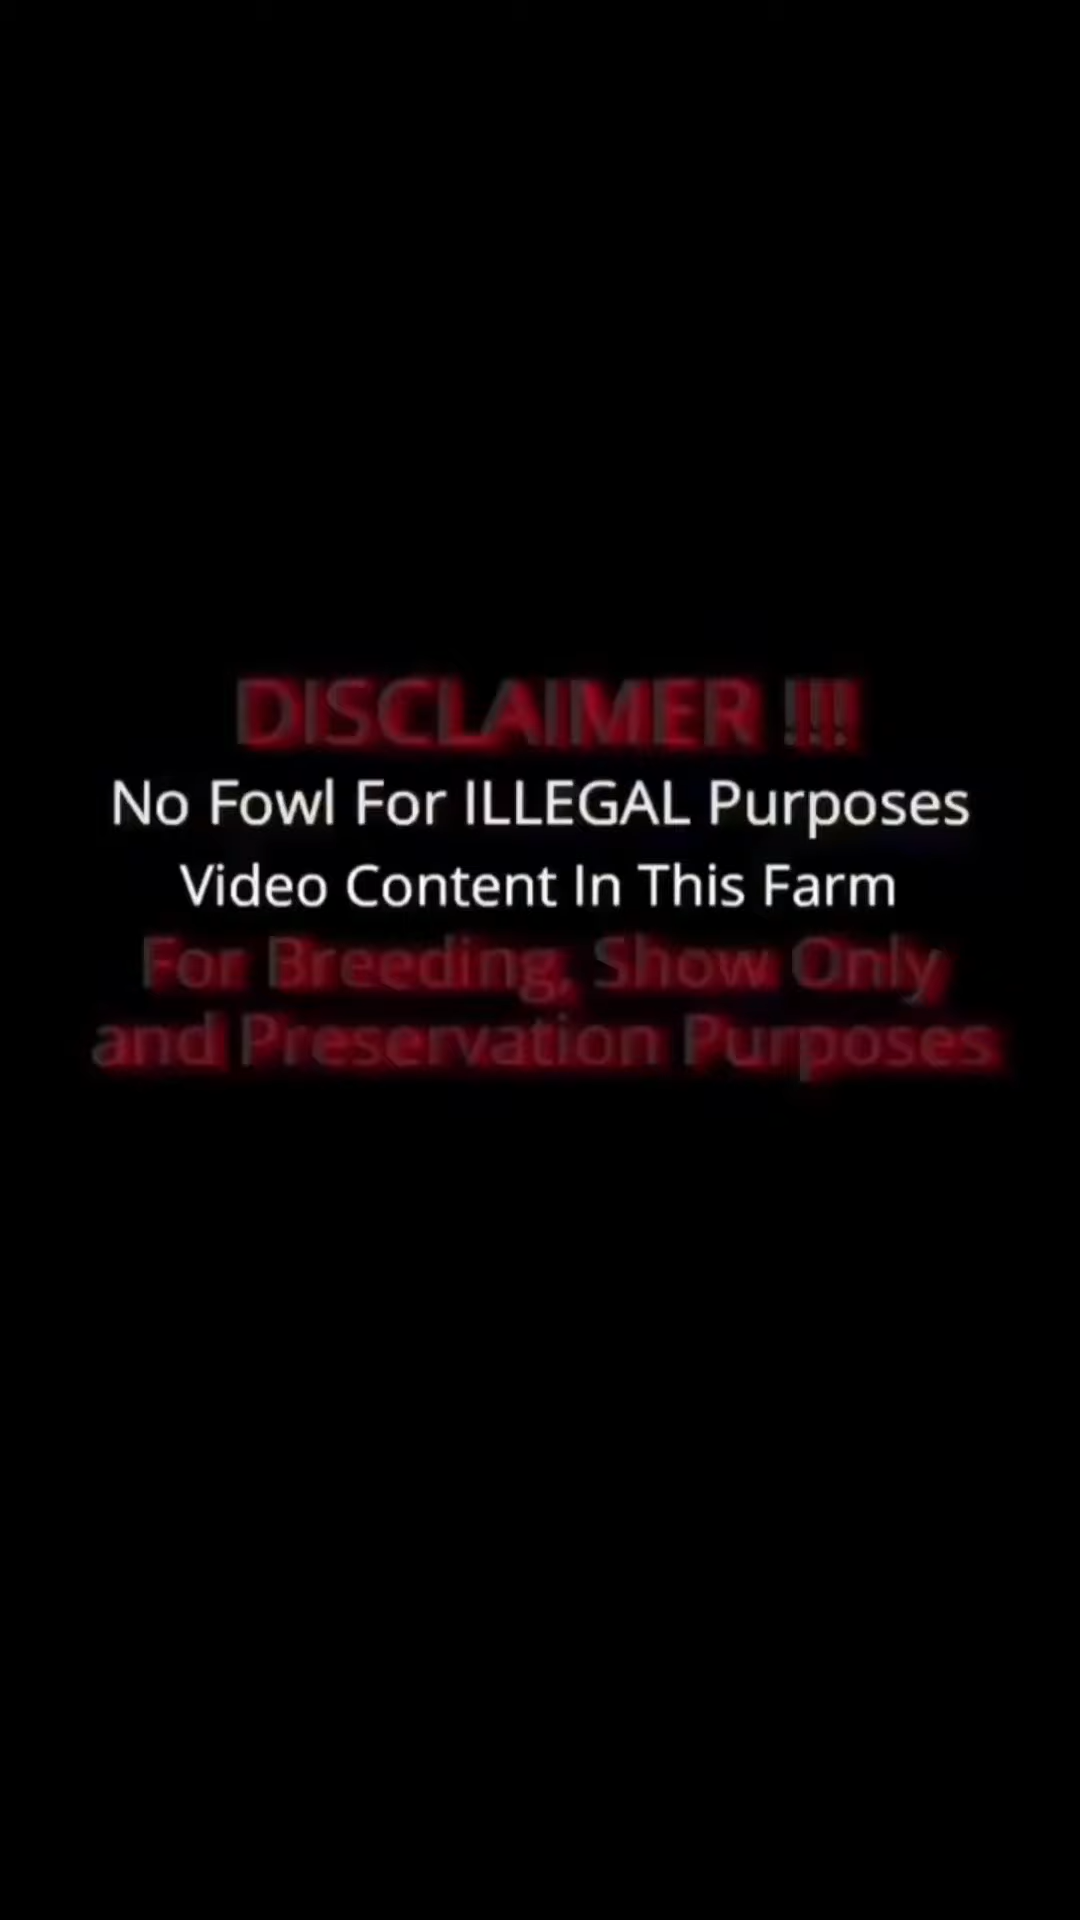 DISCLAIMER !!!
No Fowl For ILLEGAL Purposes
Video Content In This Farm
For Breeding, Show Only
and Preservation Purposes